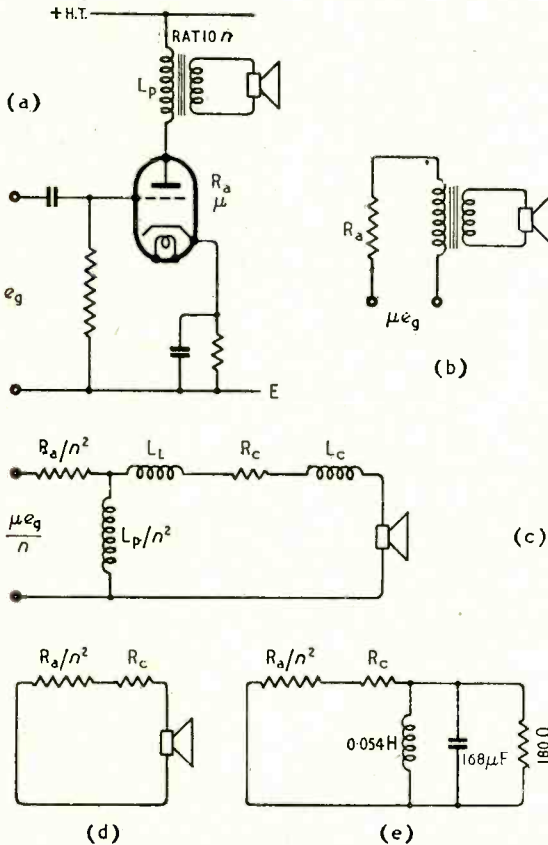 +H.T.
RATIO n
Lp
(a)
Ra
μ
eg
E
Ra
μeg
(b)
Ra/n²
LL
Rc
Lc
μeg/n
Lp/n²
(c)
Ra/n²
Rc
(d)
Ra/n²
Rc
0·054H
168μF
180Ω
(e)